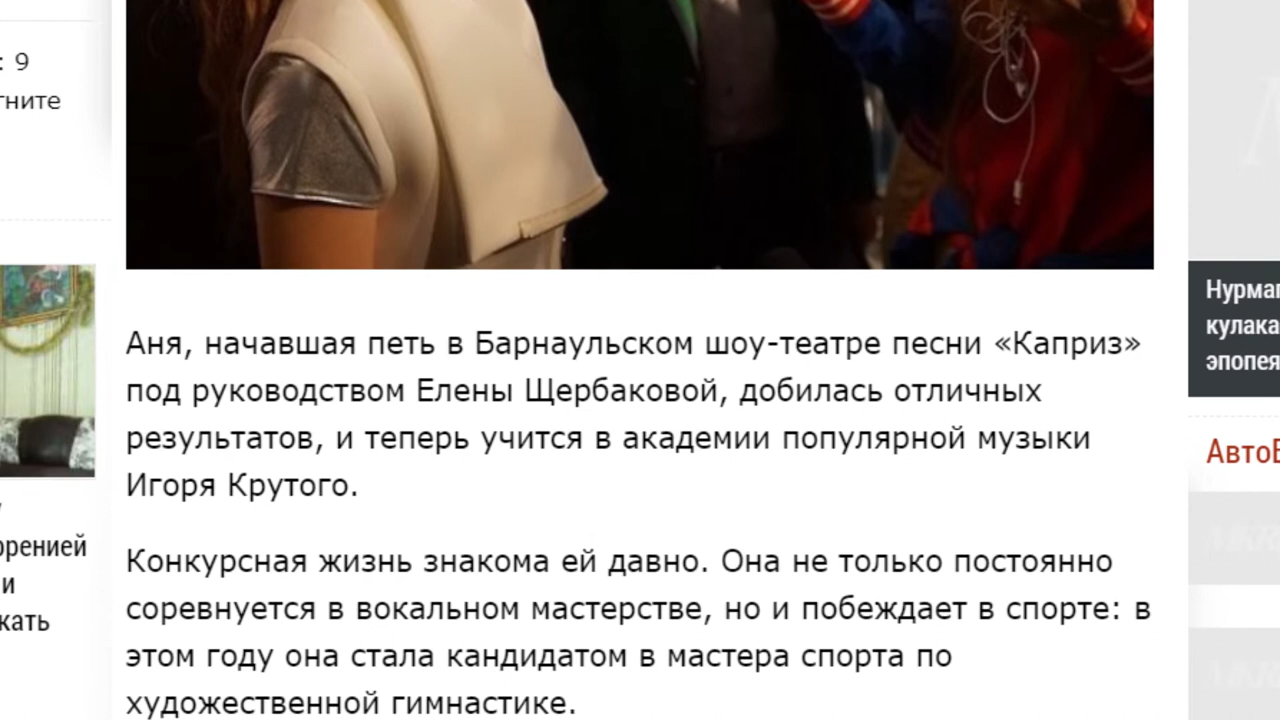 : 9
гните
оренией
и
кать
Аня, начавшая петь в Барнаульском шоу-театре песни «Каприз»
под руководством Елены Щербаковой, добилась отличных
результатов, и теперь учится в академии популярной музыки
Игоря Крутого.
Конкурсная жизнь знакома ей давно. Она не только постоянно
соревнуется в вокальном мастерстве, но и побеждает в спорте: в
этом году она стала кандидатом в мастера спорта по
художественной гимнастике.
Нурмаг
кулака
эпопея
АвтоВ